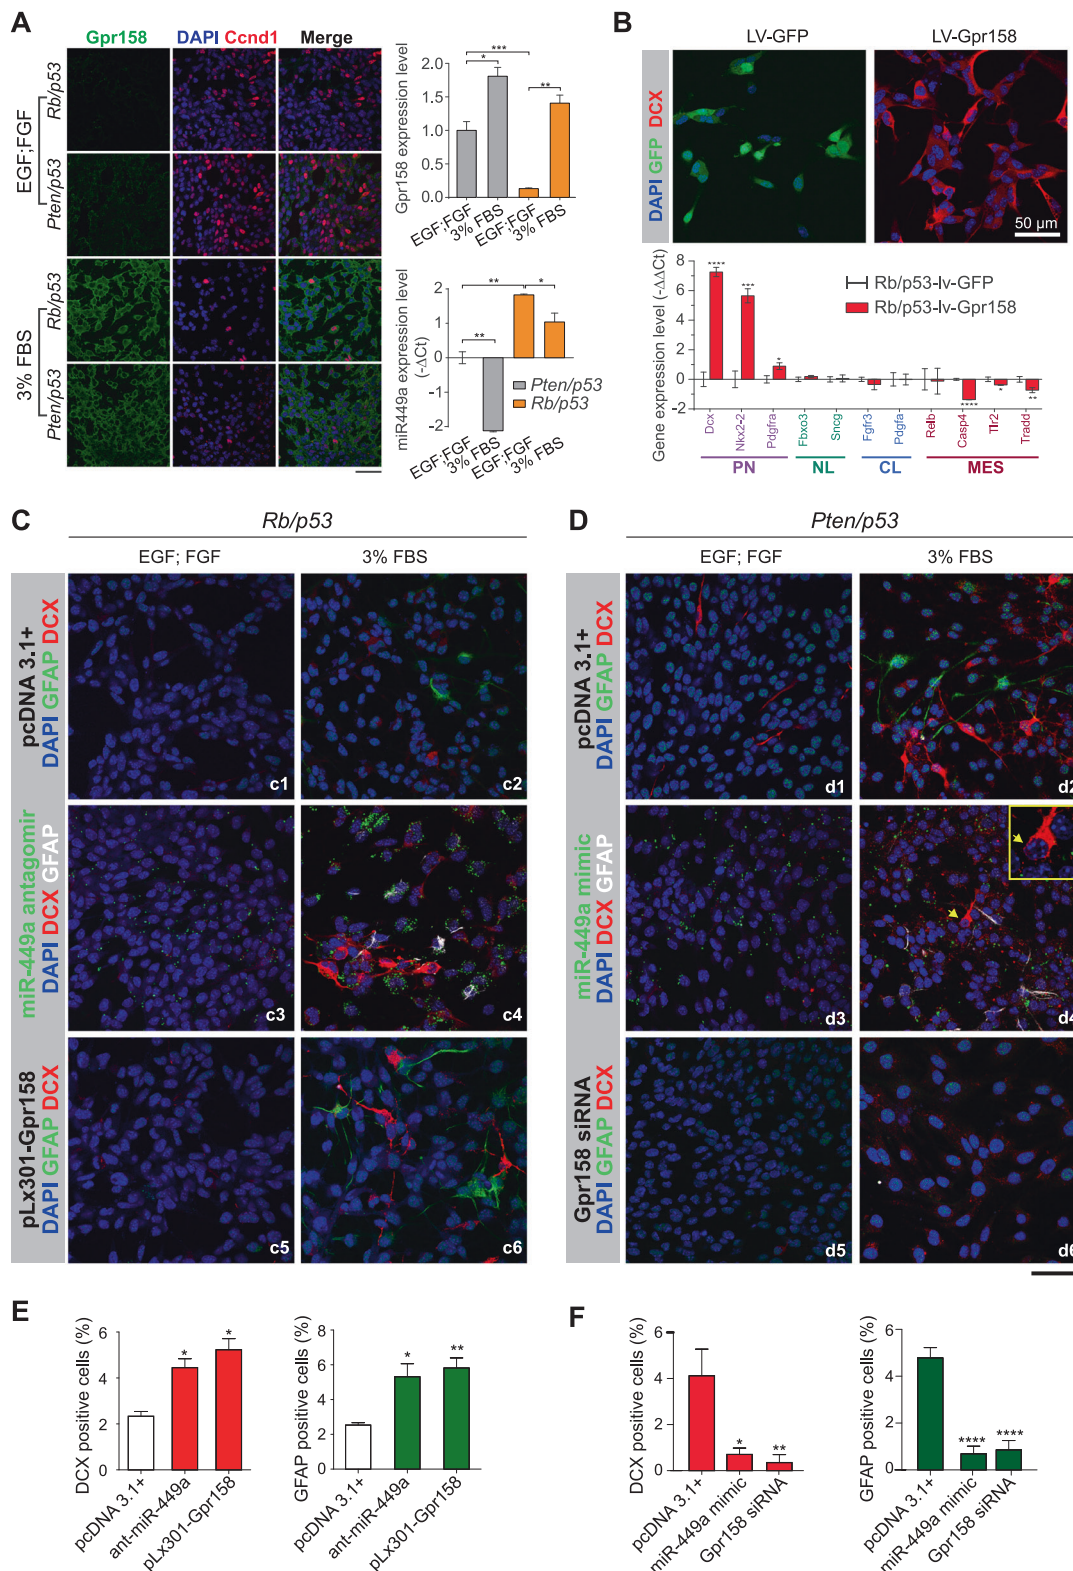 A
Gpr158 DAPI Ccnd1 Merge
EGF;FGF
Rb/p53
Pten/p53
3% FBS
Rb/p53
Pten/p53
Gpr158 expression level
2.0
1.5
1.0
0.5
0.0
*** 
* **
EGF;FGF 3% FBS EGF;FGF 3% FBS
miR449a expression level
(-ΔCt)
2
1
0
-1
-2
** *
**
Pten/p53
Rb/p53
EGF;FGF 3% FBS EGF;FGF 3% FBS
B
LV-GFP LV-Gpr158
DAPI GFP DCX
50 µm
Gene expression level (-ΔΔCt)
8
6
4
2
0
-2
Rb/p53-lv-GFP
Rb/p53-lv-Gpr158
**** *** * **** * **
Dcx Nkx2-2 Pdgfra Fbxo3 Sncg Fgfr3 Pdgfa Relb Casp4 Tlr2 Tradd
PN NL CL MES
C
Rb/p53
EGF; FGF 3% FBS
pcDNA 3.1+
DAPI GFAP DCX
c1 c2
miR-449a antagomir
DAPI DCX GFAP
c3 c4
pLx301-Gpr158
DAPI GFAP DCX
c5 c6
D
Pten/p53
EGF; FGF 3% FBS
pcDNA 3.1+
DAPI GFAP DCX
d1 d2
miR-449a mimic
DAPI DCX GFAP
d3 d4
Gpr158 siRNA
DAPI GFAP DCX
d5 d6
E
DCX positive cells (%)
6
4
2
0
* *
pcDNA 3.1+ ant-miR-449a pLx301-Gpr158
GFAP positive cells (%)
8
6
4
2
0
* **
pcDNA 3.1+ ant-miR-449a pLx301-Gpr158
F
DCX positive cells (%)
6
4
2
0
* **
pcDNA 3.1+ miR-449a mimic Gpr158 siRNA
GFAP positive cells (%)
6
4
2
0
**** ****
pcDNA 3.1+ miR-449a mimic Gpr158 siRNA